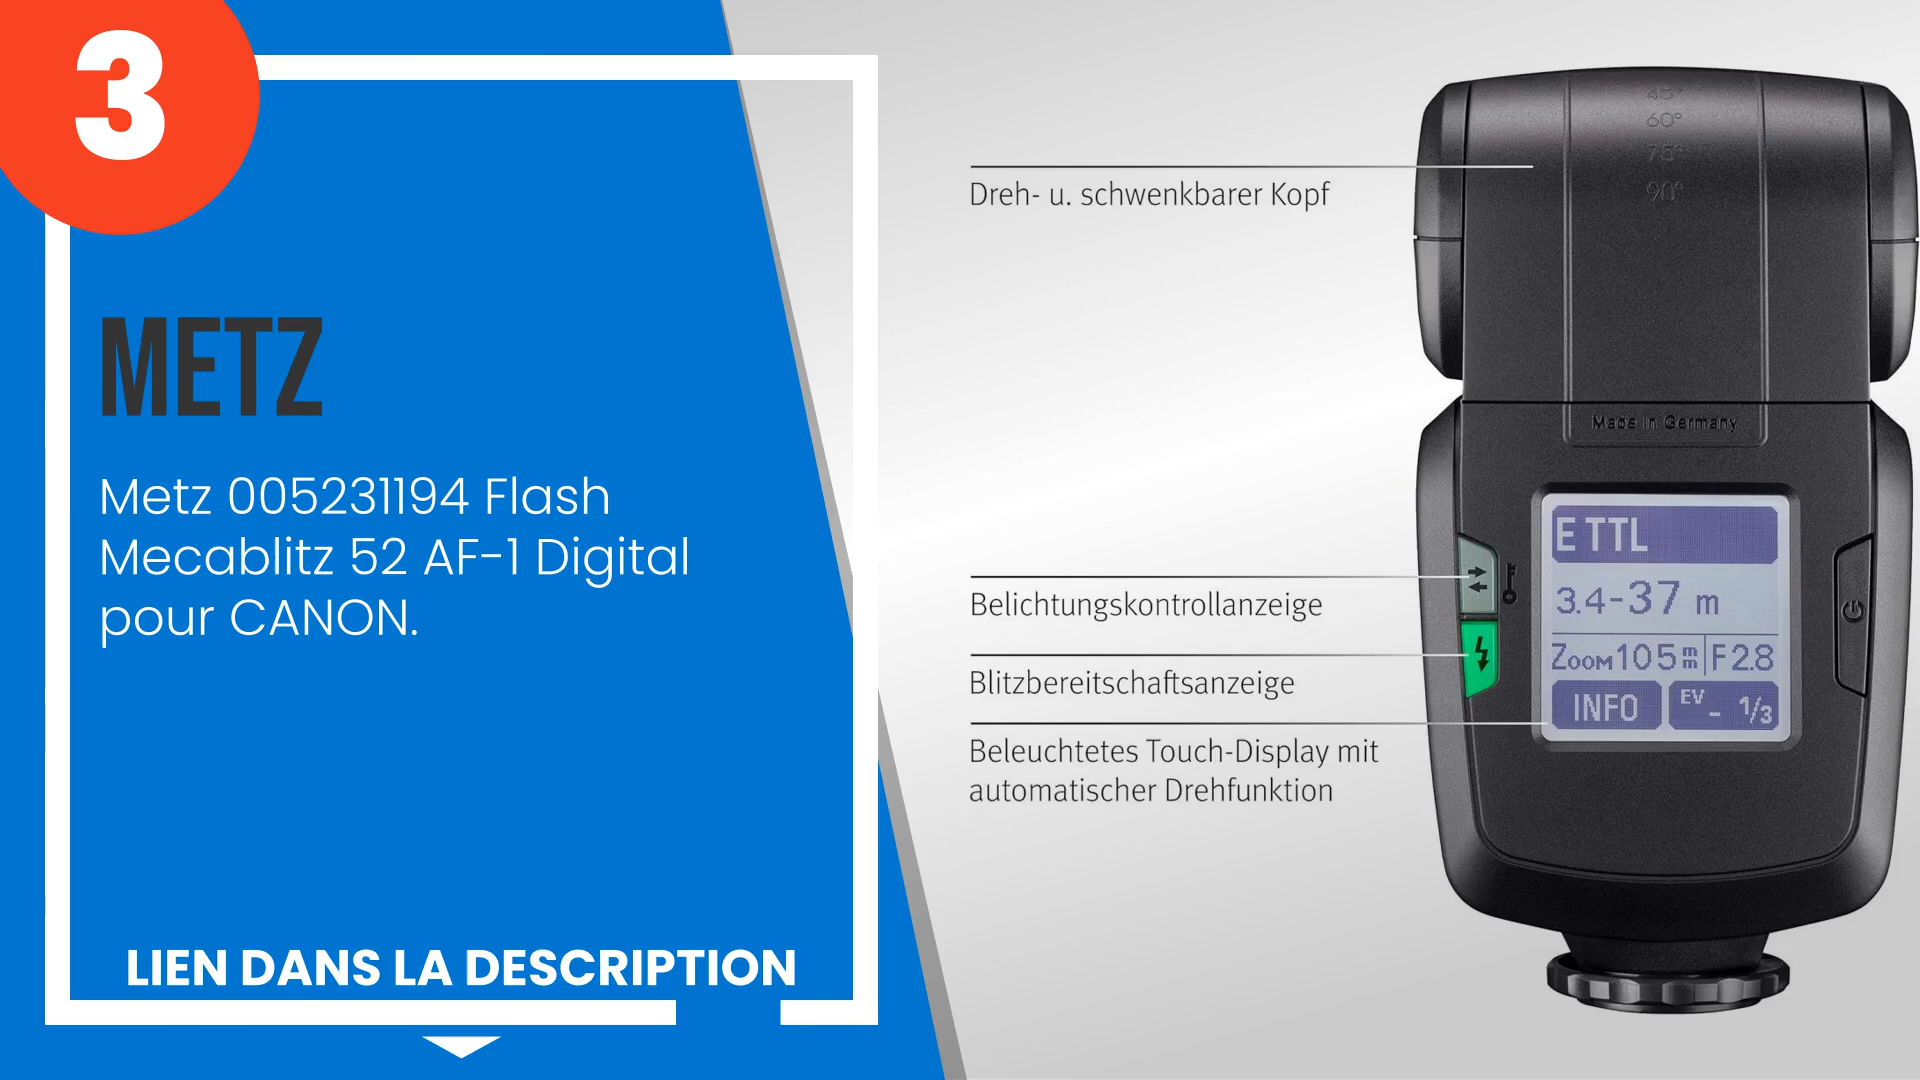 3
METZ
Metz 005231194 Flash
Mecablitz 52 AF-1 Digital
pour CANON.
LIEN DANS LA DESCRIPTION
Dreh- u. schwenkbarer Kopf
Belichtungskontrollanzeige
Blitzbereitschaftsanzeige
Beleuchtetes Touch-Display mit
automatischer Drehfunktion
45°
60°
75°
90°
Made in Germany
E TTL
3.4-37 m
Zoom 105 mm F 2.8
INFO EV - 1/3